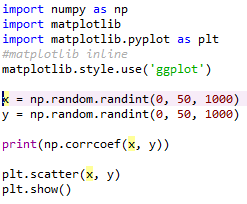 import numpy as np
import matplotlib
import matplotlib.pyplot as plt
#matplotlib inline
matplotlib.style.use('ggplot')
x = np.random.randint(0, 50, 1000)
y = np.random.randint(0, 50, 1000)
print(np.corrcoef(x, y))
plt.scatter(x, y)
plt.show()